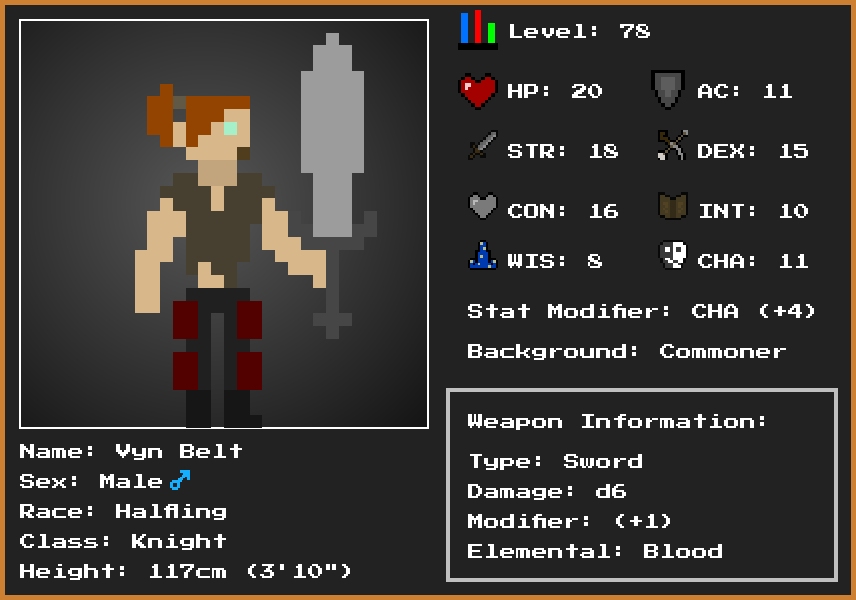 Level: 78
HP: 20
AC: 11
STR: 18
DEX: 15
CON: 16
INT: 10
WIS: 8
CHA: 11
Stat Modifier: CHA (+4)
Background: Commoner
Weapon Information:
Type: Sword
Damage: d6
Modifier: (+1)
Elemental: Blood
Name: Vyn Belt
Sex: Male ♂
Race: Halfling
Class: Knight
Height: 117cm (3'10")